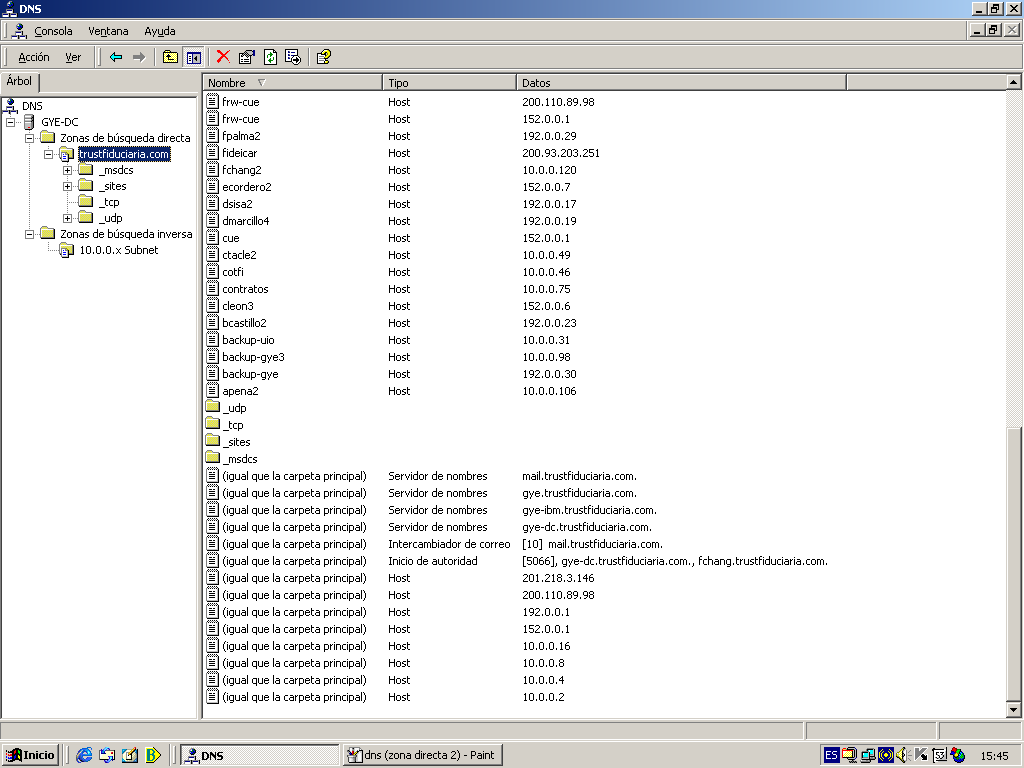 DNS
Consola Ventana Ayuda
Acción Ver
Árbol
DNS
GYE-DC
Zonas de búsqueda directa
trustfiduciaria.com
_msdcs
_sites
_tcp
_udp
Zonas de búsqueda inversa
10.0.0.x Subnet
Nombre Tipo Datos
frw-cue Host 200.110.89.98
frw-cue Host 152.0.0.1
fpalma2 Host 192.0.0.29
fideicar Host 200.93.203.251
fchang2 Host 10.0.0.120
ecordero2 Host 152.0.0.7
dsisa2 Host 192.0.0.17
dmarcillo4 Host 192.0.0.19
cue Host 152.0.0.1
ctacle2 Host 10.0.0.49
cotfi Host 10.0.0.46
contratos Host 10.0.0.75
cleon3 Host 152.0.0.6
bcastillo2 Host 192.0.0.23
backup-uio Host 10.0.0.31
backup-gye3 Host 10.0.0.98
backup-gye Host 192.0.0.30
apena2 Host 10.0.0.106
_udp
_tcp
_sites
_msdcs
(igual que la carpeta principal) Servidor de nombres mail.trustfiduciaria.com.
(igual que la carpeta principal) Servidor de nombres gye.trustfiduciaria.com.
(igual que la carpeta principal) Servidor de nombres gye-ibm.trustfiduciaria.com.
(igual que la carpeta principal) Servidor de nombres gye-dc.trustfiduciaria.com.
(igual que la carpeta principal) Intercambiador de correo [10] mail.trustfiduciaria.com.
(igual que la carpeta principal) Inicio de autoridad [5066], gye-dc.trustfiduciaria.com., fchang.trustfiduciaria.com.
(igual que la carpeta principal) Host 201.218.3.146
(igual que la carpeta principal) Host 200.110.89.98
(igual que la carpeta principal) Host 192.0.0.1
(igual que la carpeta principal) Host 152.0.0.1
(igual que la carpeta principal) Host 10.0.0.16
(igual que la carpeta principal) Host 10.0.0.8
(igual que la carpeta principal) Host 10.0.0.4
(igual que la carpeta principal) Host 10.0.0.2
Inicio DNS dns (zona directa 2) - Paint ES 53 15:45